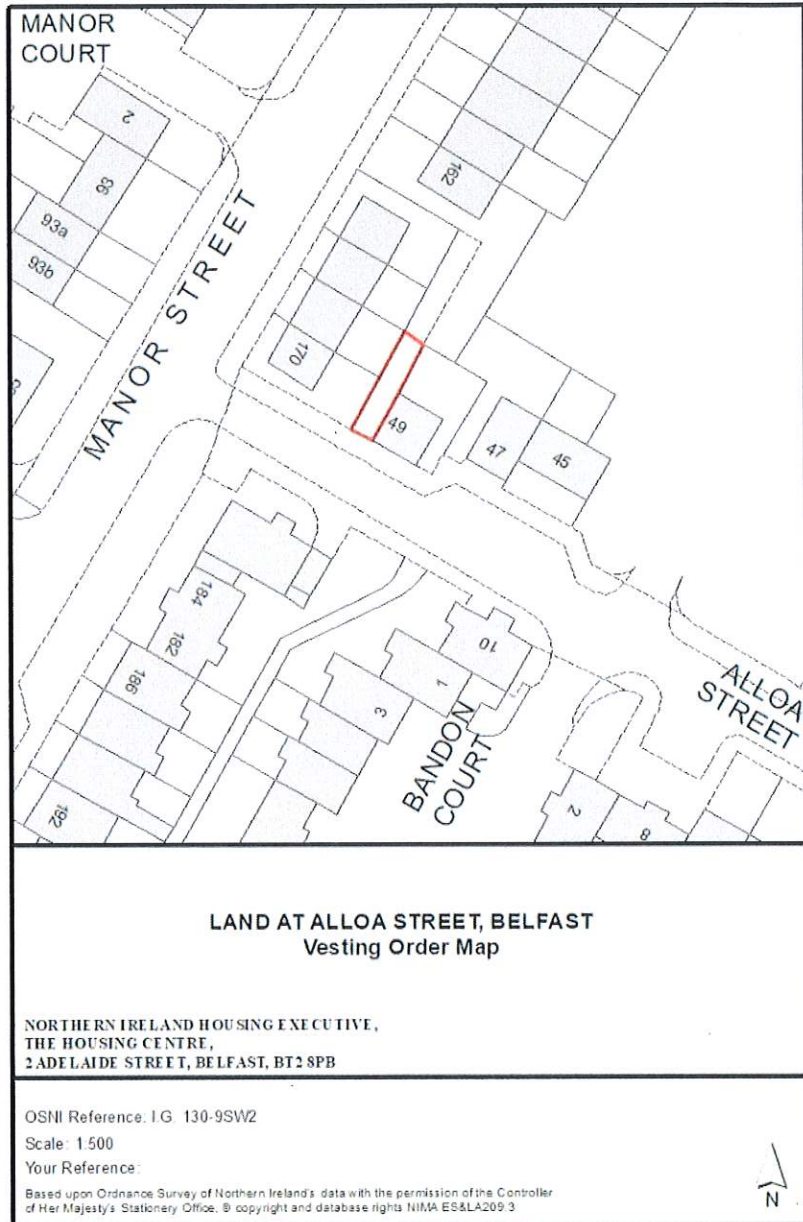 MANOR
COURT
2
93
93a
93b
MANOR STREET
162
170
49
47
45
184
182
186
192
10
1
3
BANDON
COURT
ALLOA
STREET
2
8
LAND AT ALLOA STREET, BELFAST
Vesting Order Map
NORTHERN IRELAND HOUSING EXECUTIVE,
THE HOUSING CENTRE,
2 ADELAIDE STREET, BELFAST, BT2 8PB
OSNI Reference: I.G. 130-9SW2
Scale: 1:500
Your Reference:
Based upon Ordnance Survey of Northern Ireland's data with the permission of the Controller
of Her Majesty's Stationery Office, © copyright and database rights NIMA ES&LA209.3
N